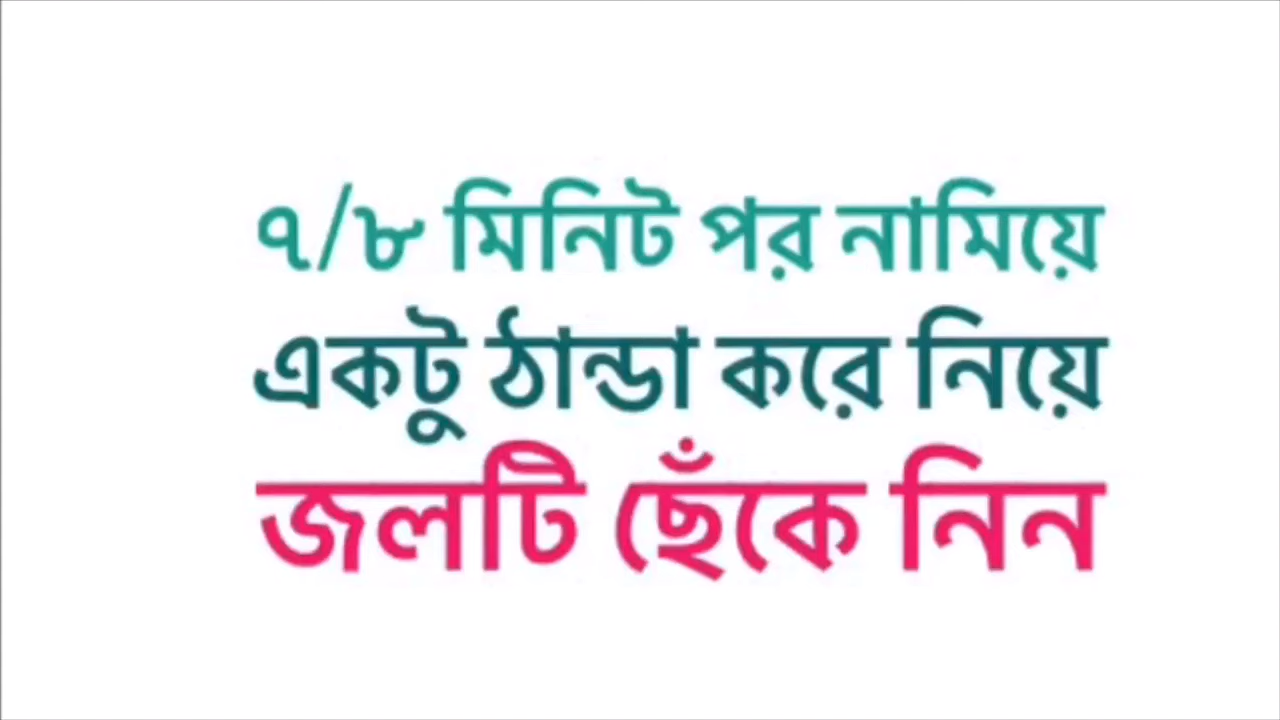 ৭/৮ মিনিট পর নামিয়ে
একটু ঠান্ডা করে নিয়ে
জলটি ছেঁকে নিন